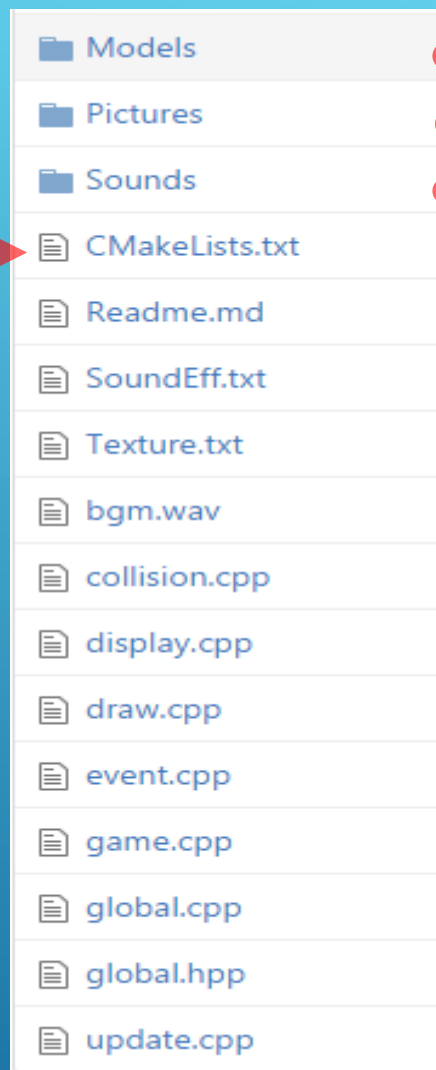 Models
Pictures
Sounds
CMakeLists.txt
Readme.md
SoundEff.txt
Texture.txt
bgm.wav
collision.cpp
display.cpp
draw.cpp
event.cpp
game.cpp
global.cpp
global.hpp
update.cpp